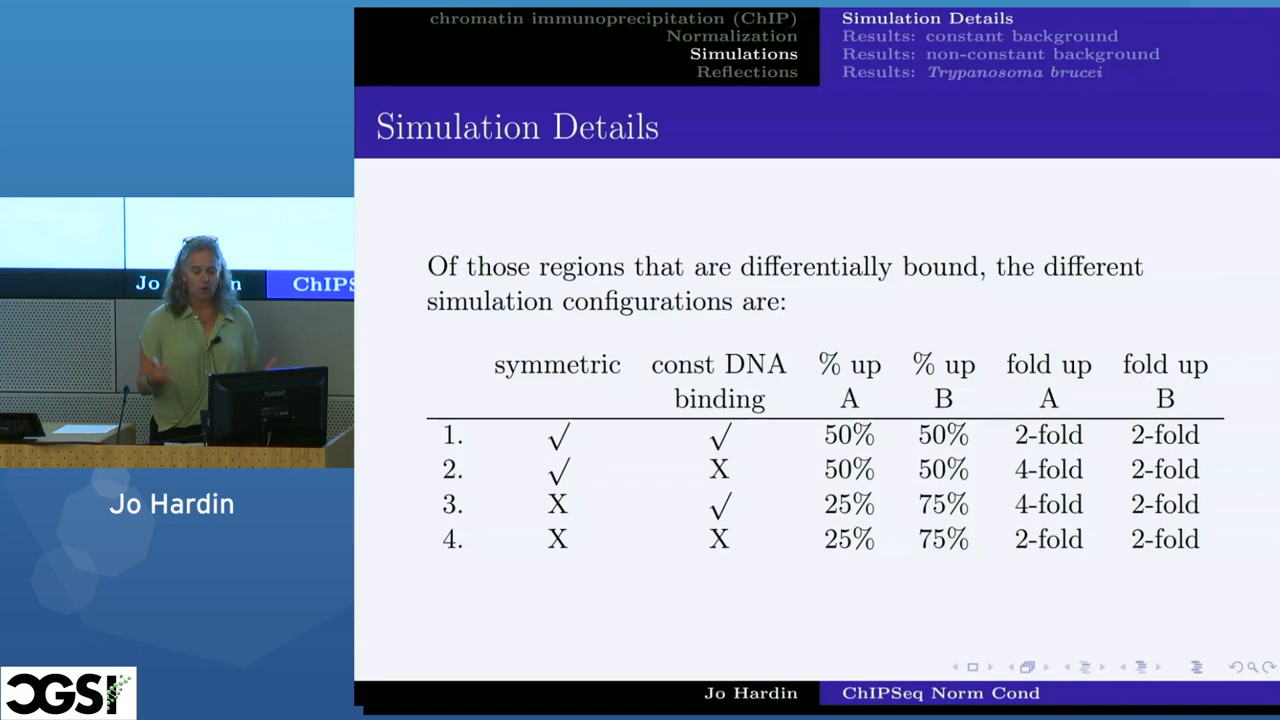 chromatin immunoprecipitation (ChIP)
Normalization
Simulations
Reflections
Simulation Details
Results: constant background
Results: non-constant background
Results: Trypanosoma brucei
Simulation Details
Of those regions that are differentially bound, the different
simulation configurations are:
symmetric const DNA % up % up fold up fold up
binding A B A B
1. √ √ 50% 50% 2-fold 2-fold
2. √ X 50% 50% 4-fold 2-fold
3. X √ 25% 75% 4-fold 2-fold
4. X X 25% 75% 2-fold 2-fold
Jo Hardin
ChIPSeq Norm Cond
Jo n
ChIPS
Jo Hardin
CGSI